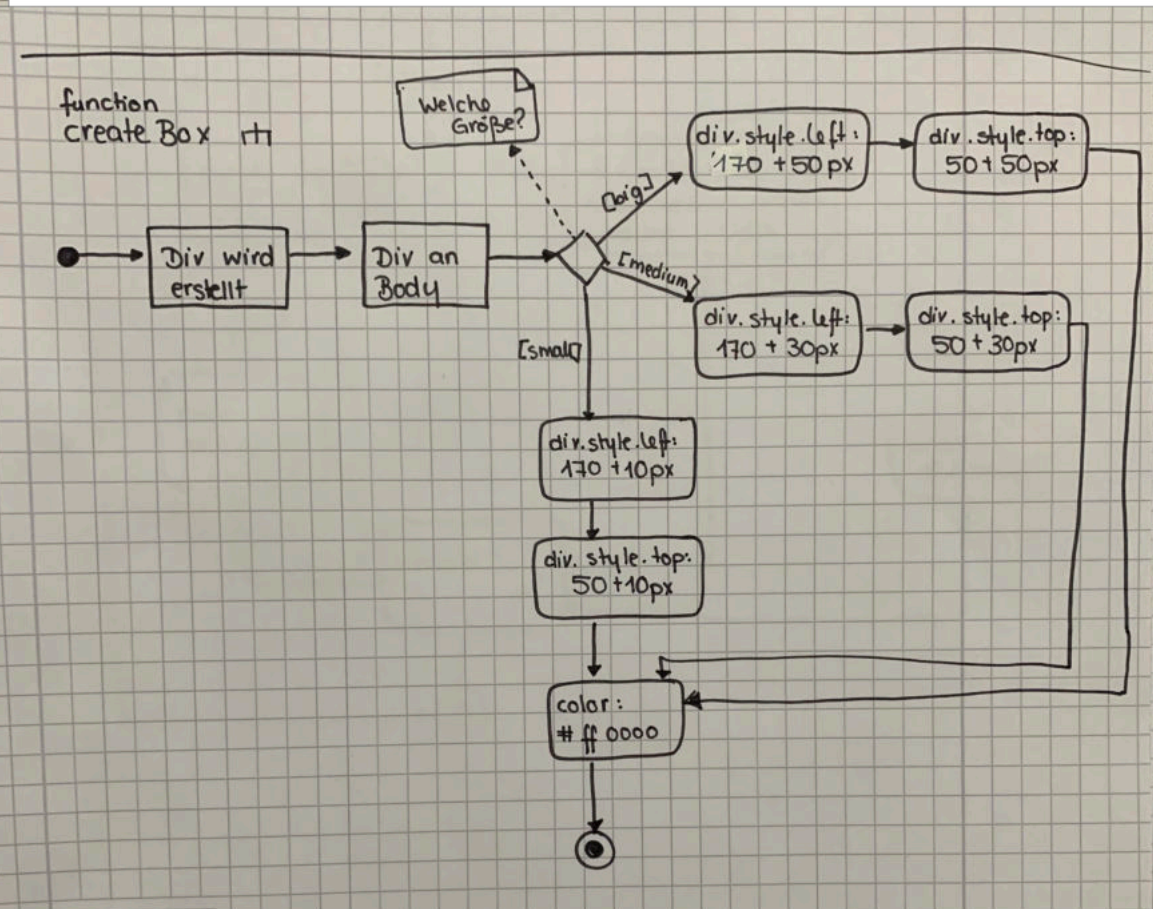 function
create Box
Welche
Größe?
Div wird
erstellt
Div an
Body
[big]
div.style.left:
170 + 50px
div.style.top:
50 + 50px
[medium]
div.style.left:
170 + 30px
div.style.top:
50 + 30px
[small]
div.style.left:
170 + 10px
div.style.top:
50 + 10px
color:
# ff 0000